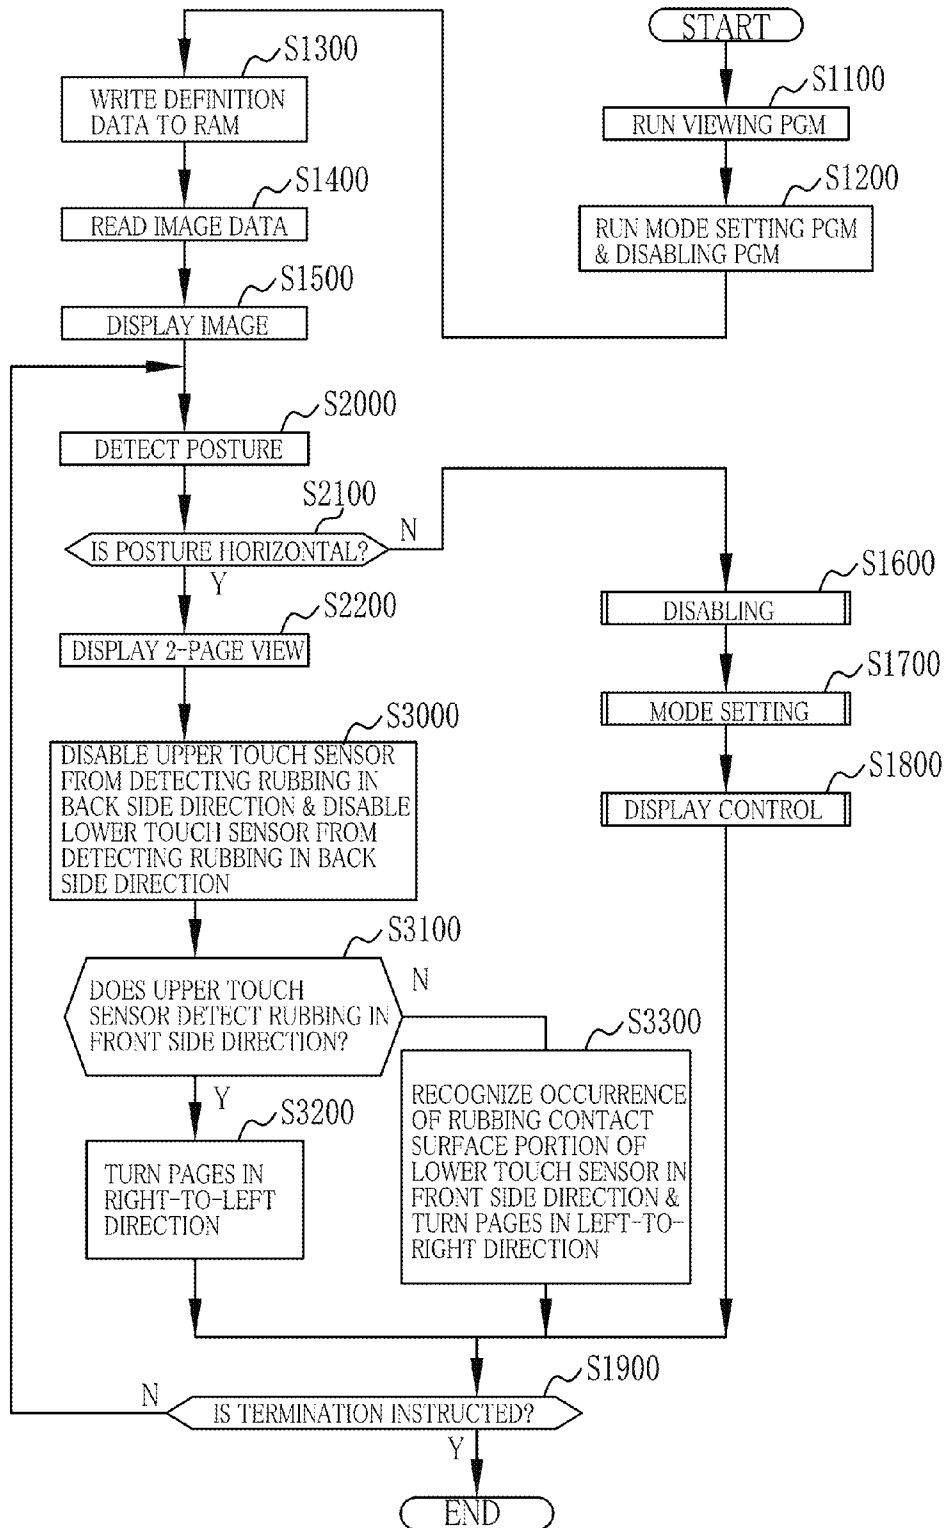 START
S1100
RUN VIEWING PGM
S1200
RUN MODE SETTING PGM
& DISABLING PGM
S1300
WRITE DEFINITION
DATA TO RAM
S1400
READ IMAGE DATA
S1500
DISPLAY IMAGE
S2000
DETECT POSTURE
S2100
IS POSTURE HORIZONTAL?
N
Y
S2200
DISPLAY 2-PAGE VIEW
S3000
DISABLE UPPER TOUCH SENSOR
FROM DETECTING RUBBING IN
BACK SIDE DIRECTION & DISABLE
LOWER TOUCH SENSOR FROM
DETECTING RUBBING IN BACK
SIDE DIRECTION
S3100
DOES UPPER TOUCH
SENSOR DETECT RUBBING IN
FRONT SIDE DIRECTION?
N
Y
S3200
TURN PAGES IN
RIGHT-TO-LEFT
DIRECTION
S3300
RECOGNIZE OCCURRENCE
OF RUBBING CONTACT
SURFACE PORTION OF
LOWER TOUCH SENSOR IN
FRONT SIDE DIRECTION &
TURN PAGES IN LEFT-TO-
RIGHT DIRECTION
S1600
DISABLING
S1700
MODE SETTING
S1800
DISPLAY CONTROL
S1900
IS TERMINATION INSTRUCTED?
N
Y
END